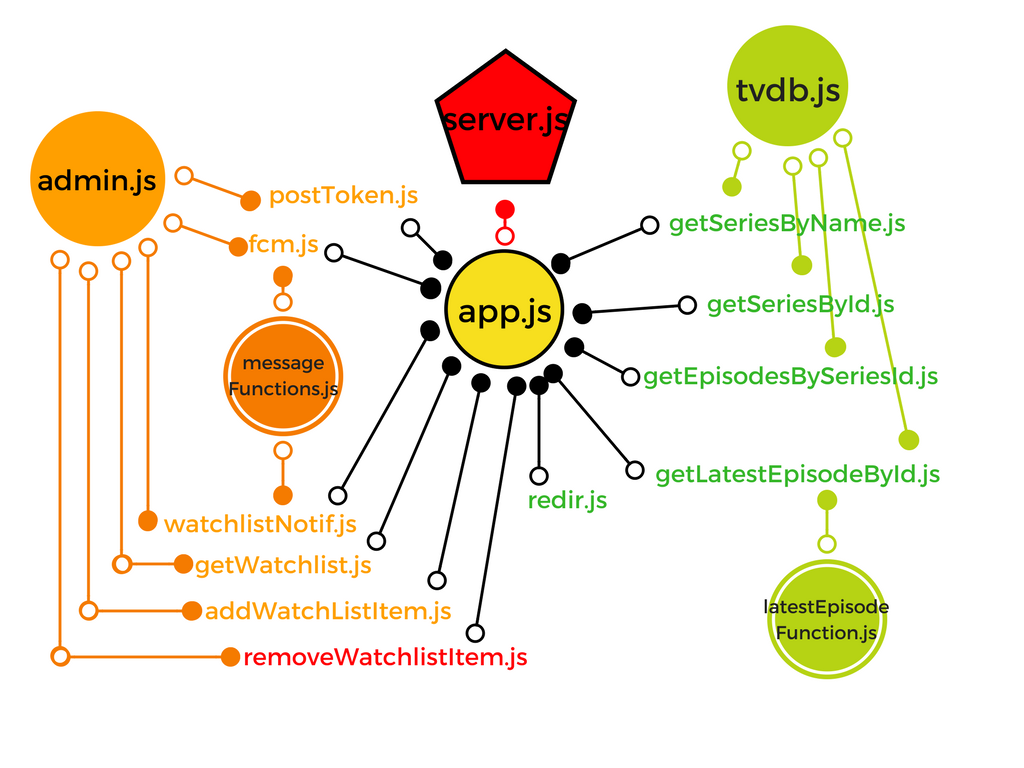 tvdb.js
server.js
admin.js
postToken.js
getSeriesByName.js
fcm.js
getSeriesById.js
app.js
message
Functions.js
getEpisodesBySeriesId.js
getLatestEpisodeById.js
redir.js
watchlistNotif.js
getWatchlist.js
addWatchListItem.js
latestEpisode
Function.js
removeWatchlistItem.js